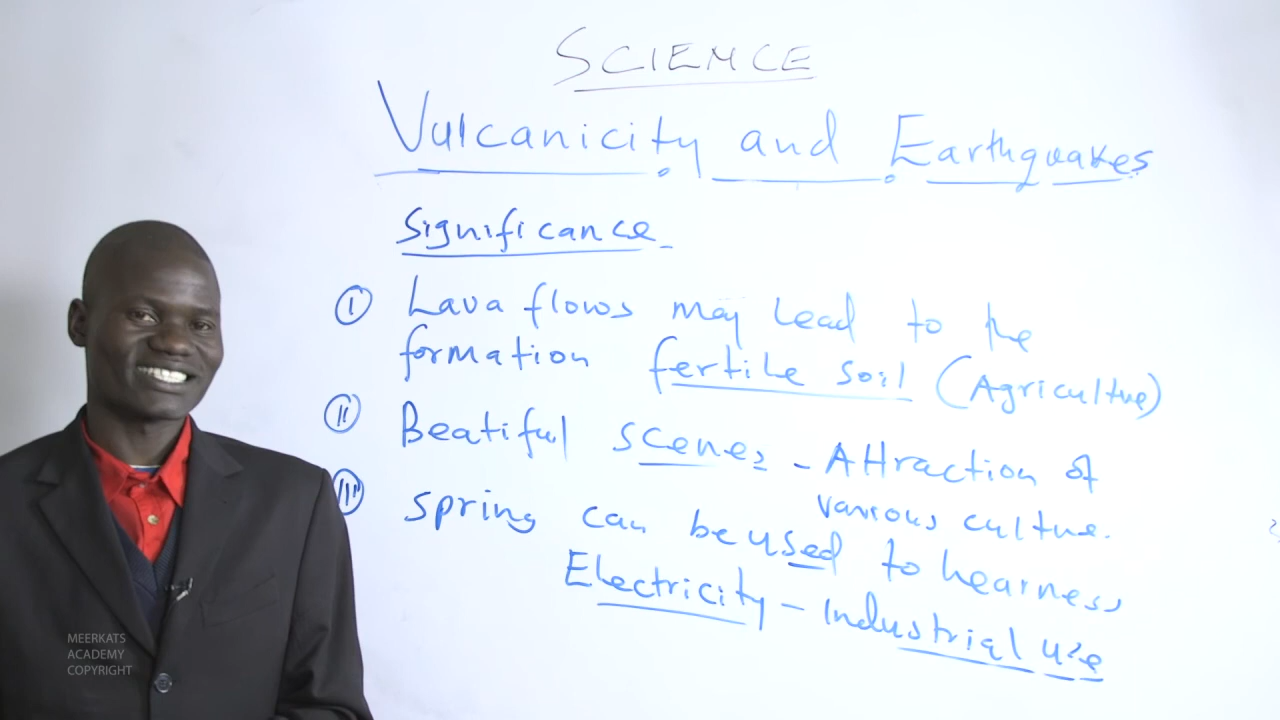 SCIENCE
Vulcanicity and Earthquakes
Significance
(I) Lava flows may lead to the
formation fertile soil (Agriculture)
(II) Beatiful scenes - Attraction of
various culture.
(III) spring can be used to hearness
Electricity - Industrial use
MEERKATS
ACADEMY
COPYRIGHT